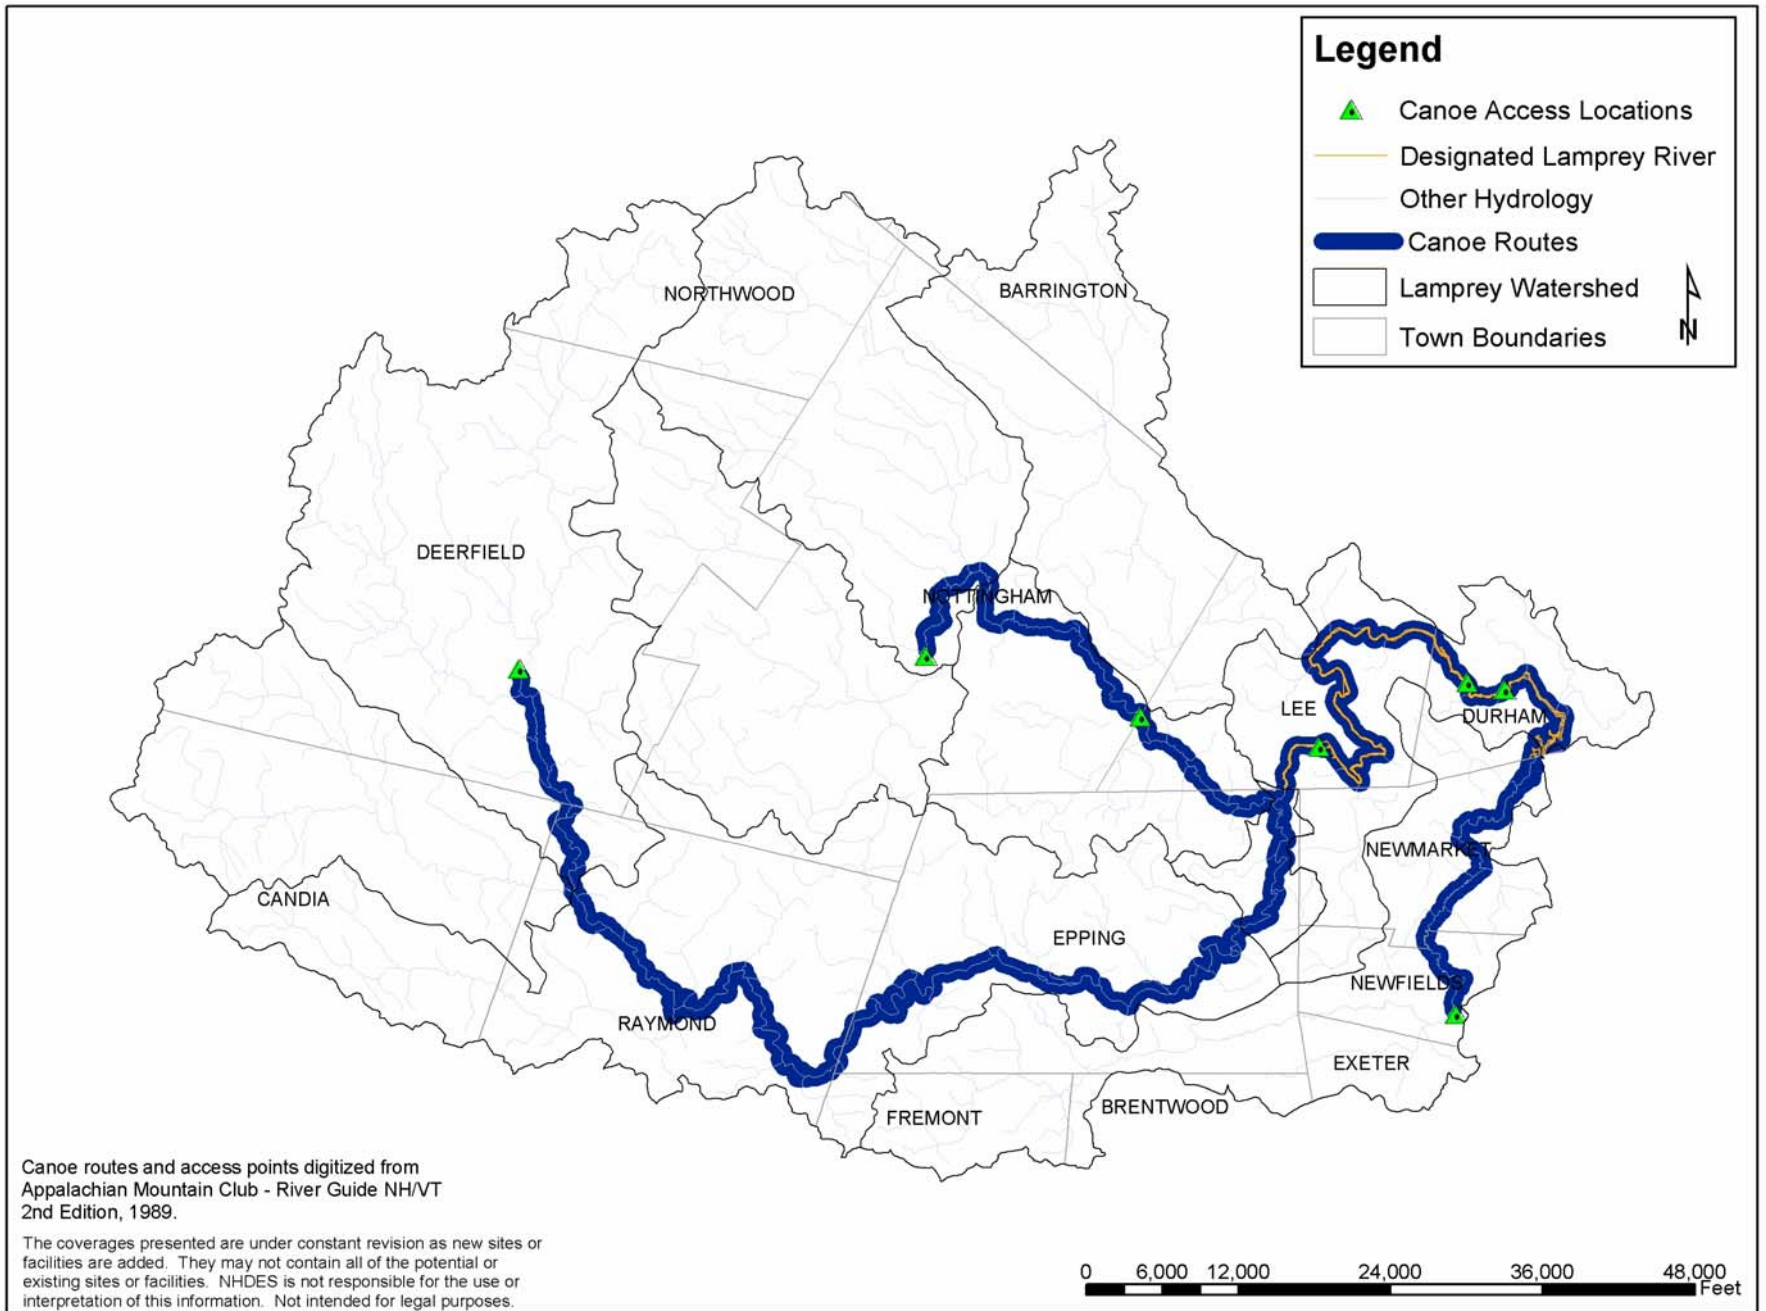 Legend
Canoe Access Locations
Designated Lamprey River
Other Hydrology
Canoe Routes
Lamprey Watershed
Town Boundaries
N
NORTHWOOD
BARRINGTON
DEERFIELD
NOTTINGHAM
LEE
DURHAM
NEWMARKET
CANDIA
EPPING
NEWFIELDS
RAYMOND
EXETER
FREMONT
BRENTWOOD
Canoe routes and access points digitized from
Appalachian Mountain Club - River Guide NH/VT
2nd Edition, 1989.
The coverages presented are under constant revision as new sites or
facilities are added. They may not contain all of the potential or
existing sites or facilities. NHDES is not responsible for the use or
interpretation of this information. Not intended for legal purposes.
0 6,000 12,000 24,000 36,000 48,000
Feet